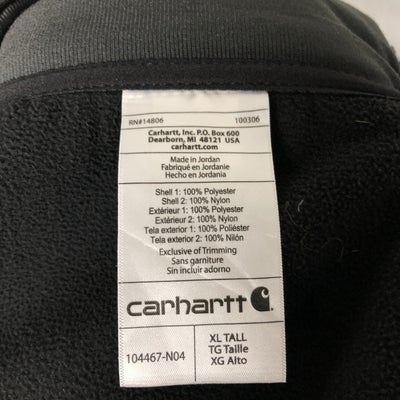 RN#14806 100306
Carhartt, Inc. P.O. Box 600
Dearborn, MI 48121 USA
carhartt.com
Made in Jordan
Fabriqué en Jordanie
Hecho en Jordania
Shell 1: 100% Polyester
Shell 2: 100% Nylon
Extérieur 1: 100% Polyester
Extérieur 2: 100% Nylon
Tela exterior 1: 100% Poliéster
Tela exterior 2: 100% Nilón
Exclusive of Trimming
Sans garniture
Sin incluir adorno
carhartt
104467-N04
XL TALL
TG Taille
XG Alto